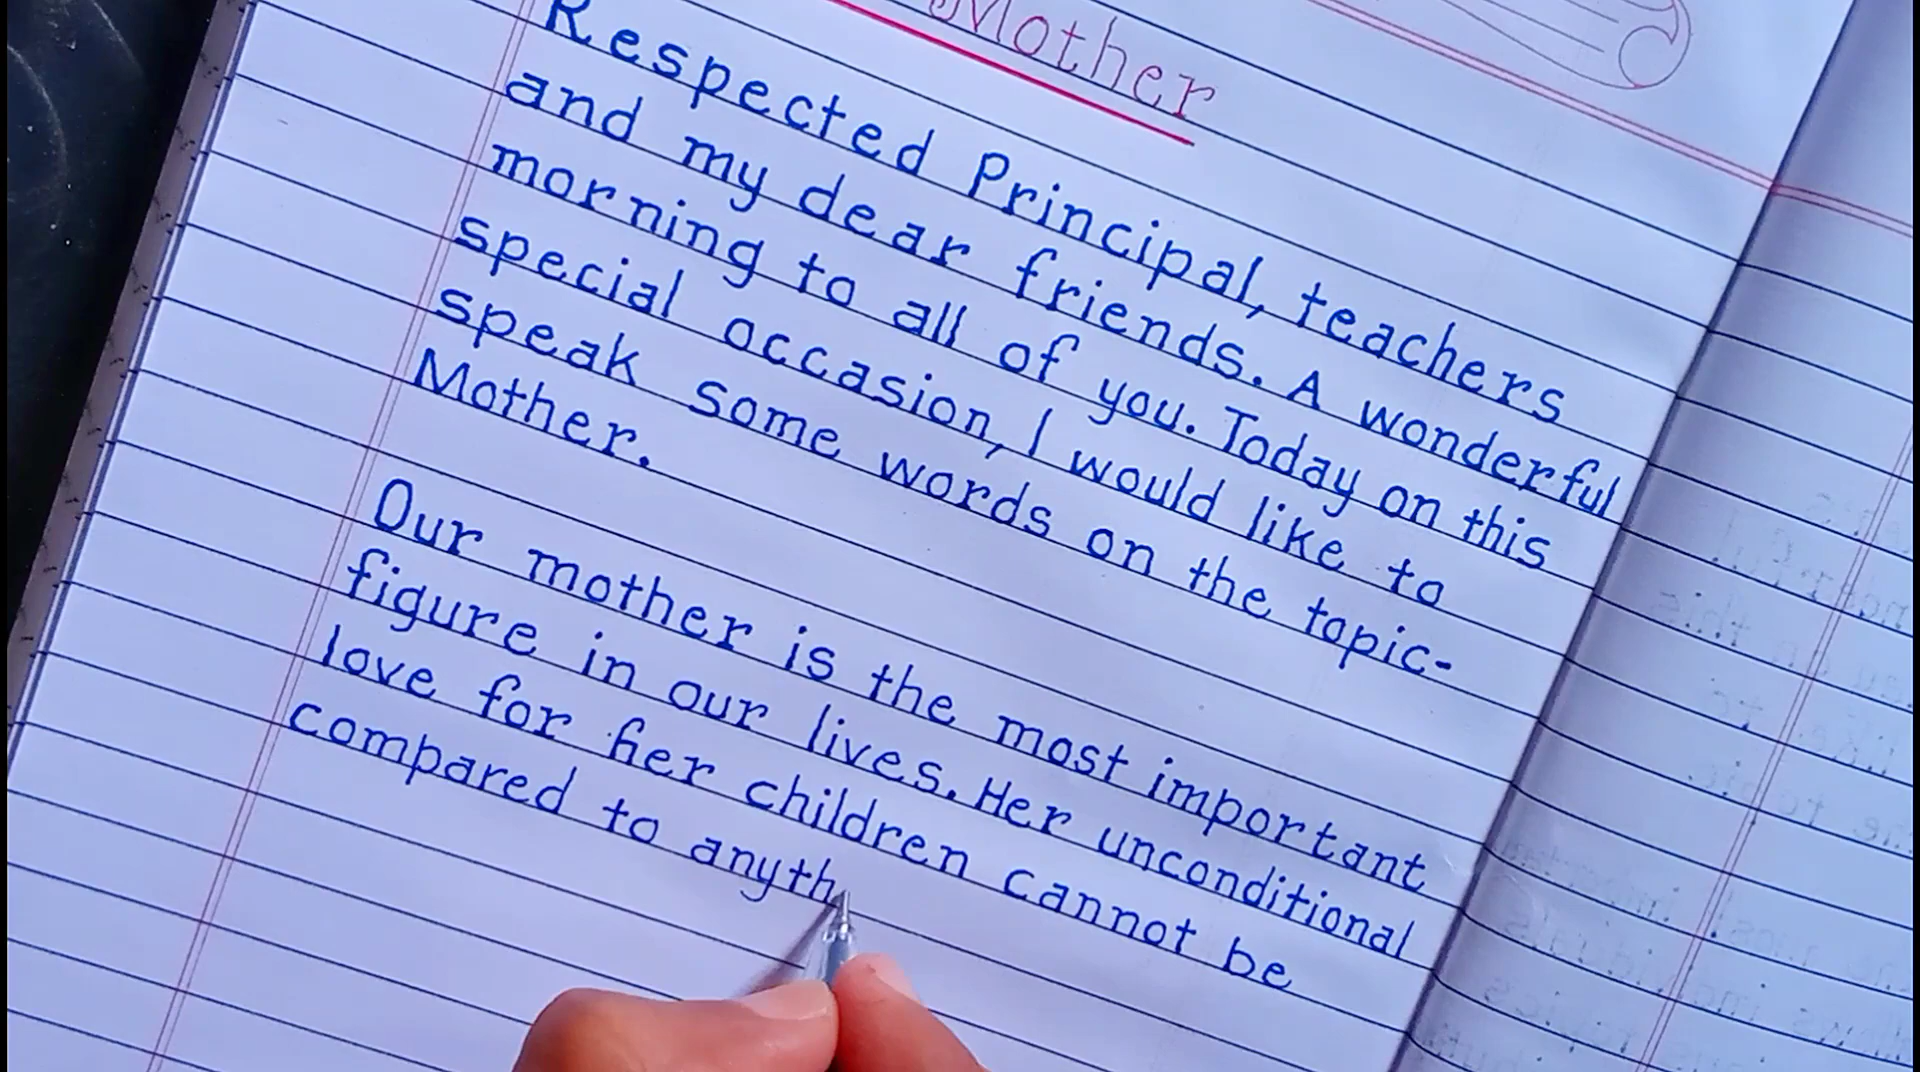 Mother
Respected Principal, teachers
and my dear friends. A wonderful
morning to all of you. Today on this
special occasion, I would like to
speak some words on the topic-
Mother.
Our mother is the most important
figure in our lives. Her unconditional
love for her children cannot be
compared to anyth